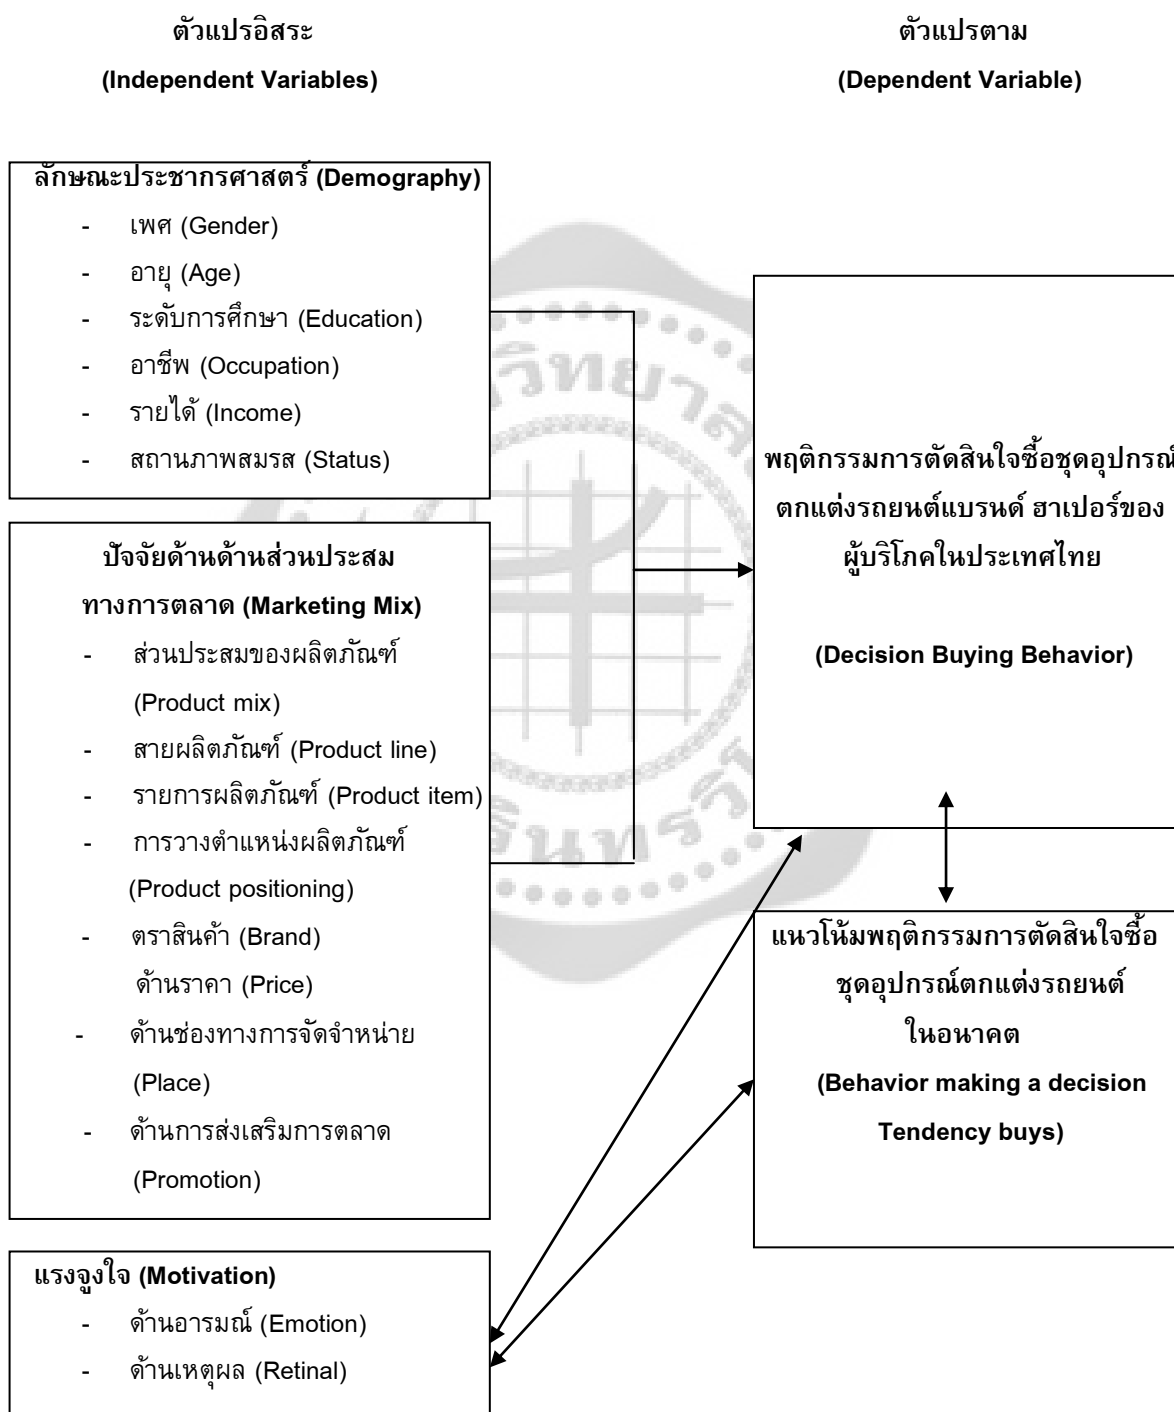 ตัวแปรอิสระ
(Independent Variables)
ตัวแปรตาม
(Dependent Variable)
ลักษณะประชากรศาสตร์ (Demography)
- เพศ (Gender)
- อายุ (Age)
- ระดับการศึกษา (Education)
- อาชีพ (Occupation)
- รายได้ (Income)
- สถานภาพสมรส (Status)
ปัจจัยด้านด้านส่วนประสม
ทางการตลาด (Marketing Mix)
- ส่วนประสมของผลิตภัณฑ์
(Product mix)
- สายผลิตภัณฑ์ (Product line)
- รายการผลิตภัณฑ์ (Product item)
- การวางตำแหน่งผลิตภัณฑ์
(Product positioning)
- ตราสินค้า (Brand)
ด้านราคา (Price)
- ด้านช่องทางการจัดจำหน่าย
(Place)
- ด้านการส่งเสริมการตลาด
(Promotion)
แรงจูงใจ (Motivation)
- ด้านอารมณ์ (Emotion)
- ด้านเหตุผล (Retinal)
พฤติกรรมการตัดสินใจซื้อชุดอุปกรณ์
ตกแต่งรถยนต์แบรนด์ ฮาเปอร์ของ
ผู้บริโภคในประเทศไทย
(Decision Buying Behavior)
แนวโน้มพฤติกรรมการตัดสินใจซื้อ
ชุดอุปกรณ์ตกแต่งรถยนต์
ในอนาคต
(Behavior making a decision
Tendency buys)